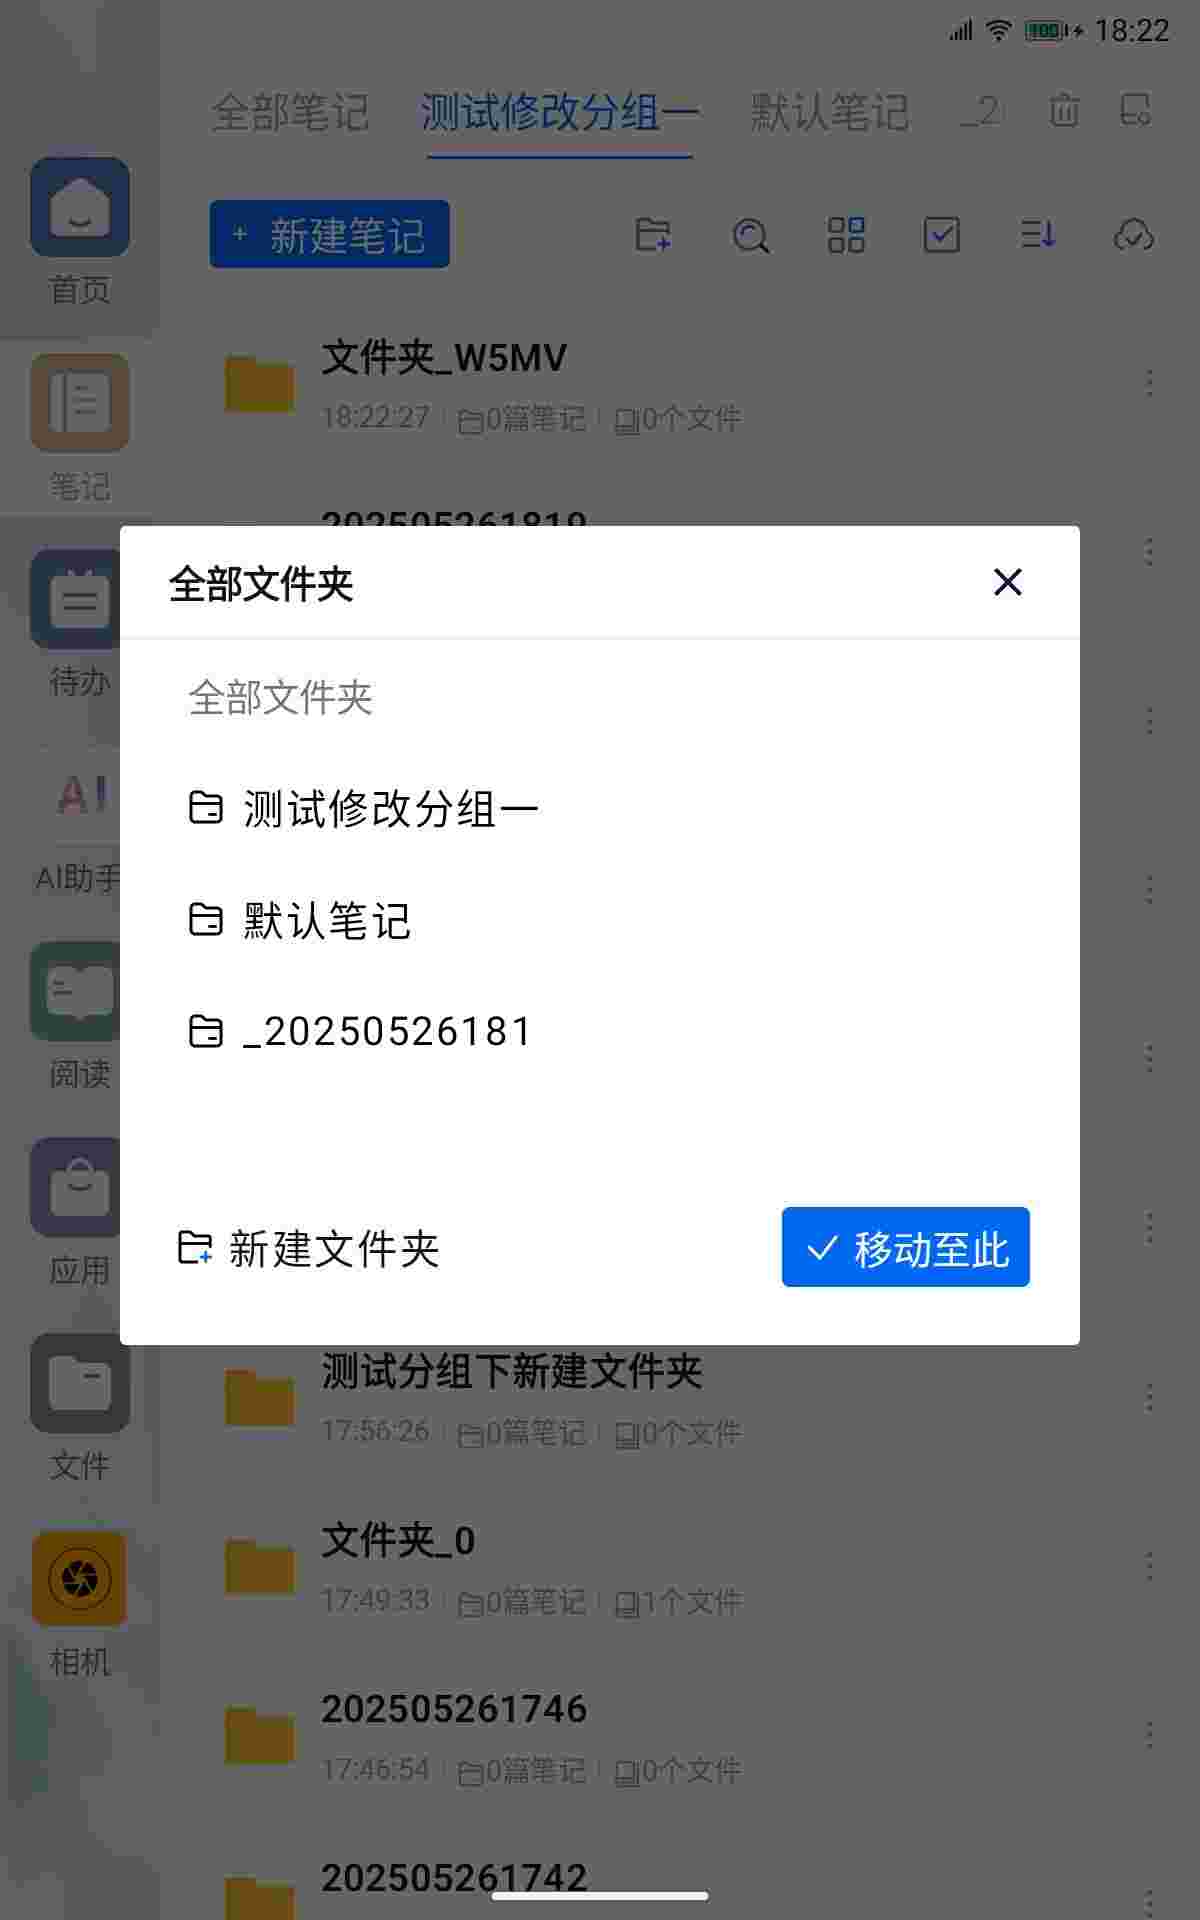 100 18:22
全部笔记 测试修改分组一 默认笔记 _2
+ 新建笔记
首页
笔记
待办
AI
AI助手
阅读
应用
文件
相机
文件夹_W5MV
18:22:27 0篇笔记 0个文件
202505261819
全部文件夹
全部文件夹
测试修改分组一
默认笔记
_20250526181
新建文件夹 移动至此
测试分组下新建文件夹
17:56:26 0篇笔记 0个文件
文件夹_0
17:49:33 0篇笔记 1个文件
202505261746
17:46:54 0篇笔记 0个文件
202505261742